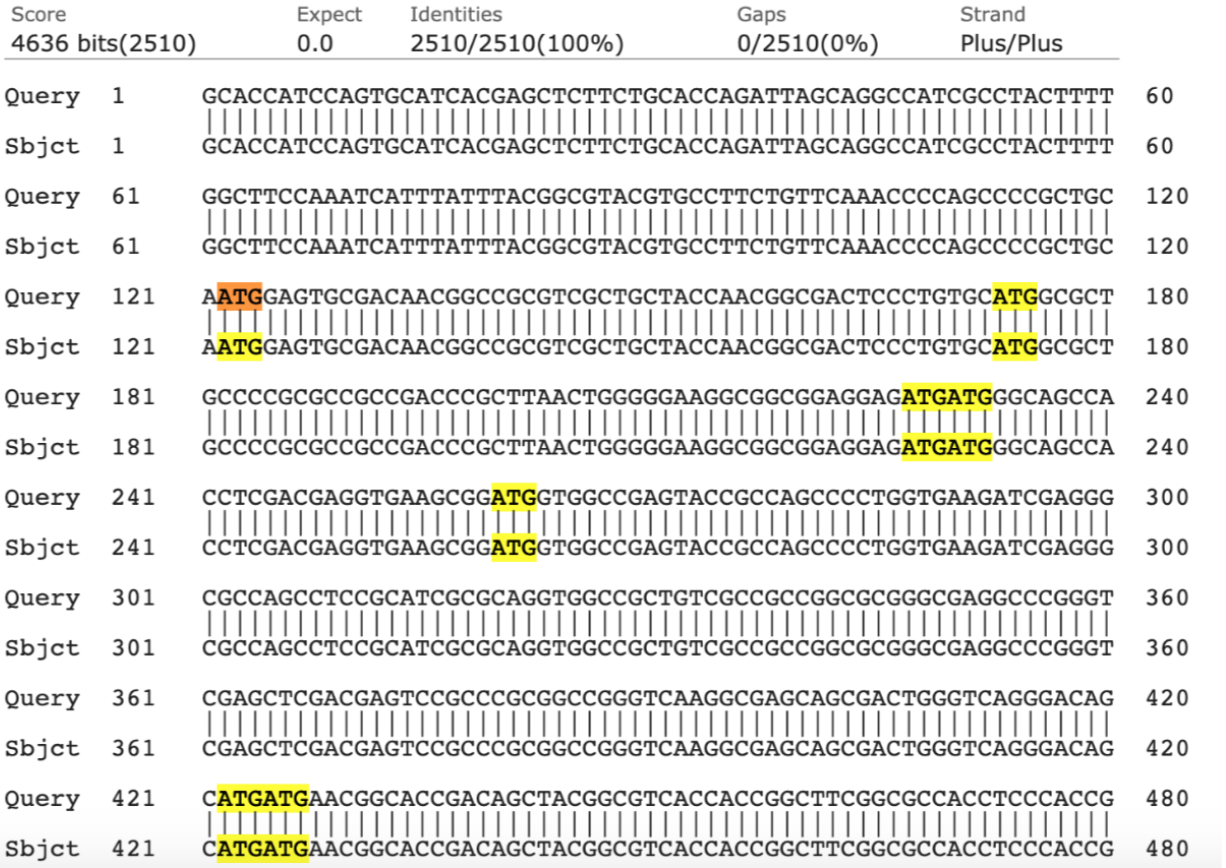 Score Expect Identities Gaps Strand
4636 bits(2510) 0.0 2510/2510(100%) 0/2510(0%) Plus/Plus
Query 1 GCACCATCCAGTGCATCACGAGCTCTTCTGCACCAGATTAGCAGGCCATCGCCTACTTTT 60
Sbjct 1 GCACCATCCAGTGCATCACGAGCTCTTCTGCACCAGATTAGCAGGCCATCGCCTACTTTT 60
Query 61 GGCTTCCAAATCATTTATTTACGGCGTACGTGCCTTCTGTTCAAACCCCAGCCCCGCTGC 120
Sbjct 61 GGCTTCCAAATCATTTATTTACGGCGTACGTGCCTTCTGTTCAAACCCCAGCCCCGCTGC 120
Query 121 AATGGAGTGCGACAACGGCCGCGTCGCTGCTACCAACGGCGACTCCCTGTGCATGGCGCT 180
Sbjct 121 AATGGAGTGCGACAACGGCCGCGTCGCTGCTACCAACGGCGACTCCCTGTGCATGGCGCT 180
Query 181 GCCCCGCGCCGCCGACCCGCTTAACTGGGGGAAGGCGGCGGAGGAGATGATGGGCAGCCA 240
Sbjct 181 GCCCCGCGCCGCCGACCCGCTTAACTGGGGGAAGGCGGCGGAGGAGATGATGGGCAGCCA 240
Query 241 CCTCGACGAGGTGAAGCGGATGGTGGCCGAGTACCGCCAGCCCCTGGTGAAGATCGAGGG 300
Sbjct 241 CCTCGACGAGGTGAAGCGGATGGTGGCCGAGTACCGCCAGCCCCTGGTGAAGATCGAGGG 300
Query 301 CGCCAGCCTCCGCATCGCGCAGGTGGCCGCTGTCGCCGCCGGCGCGGGCGAGGCCCGGGT 360
Sbjct 301 CGCCAGCCTCCGCATCGCGCAGGTGGCCGCTGTCGCCGCCGGCGCGGGCGAGGCCCGGGT 360
Query 361 CGAGCTCGACGAGTCCGCCCGCGGCCGGGTCAAGGCGAGCAGCGACTGGGTCAGGGACAG 420
Sbjct 361 CGAGCTCGACGAGTCCGCCCGCGGCCGGGTCAAGGCGAGCAGCGACTGGGTCAGGGACAG 420
Query 421 CATGATGAACGGCACCGACAGCTACGGCGTCACCACCGGCTTCGGCGCCACCTCCCACCG 480
Sbjct 421 CATGATGAACGGCACCGACAGCTACGGCGTCACCACCGGCTTCGGCGCCACCTCCCACCG 480